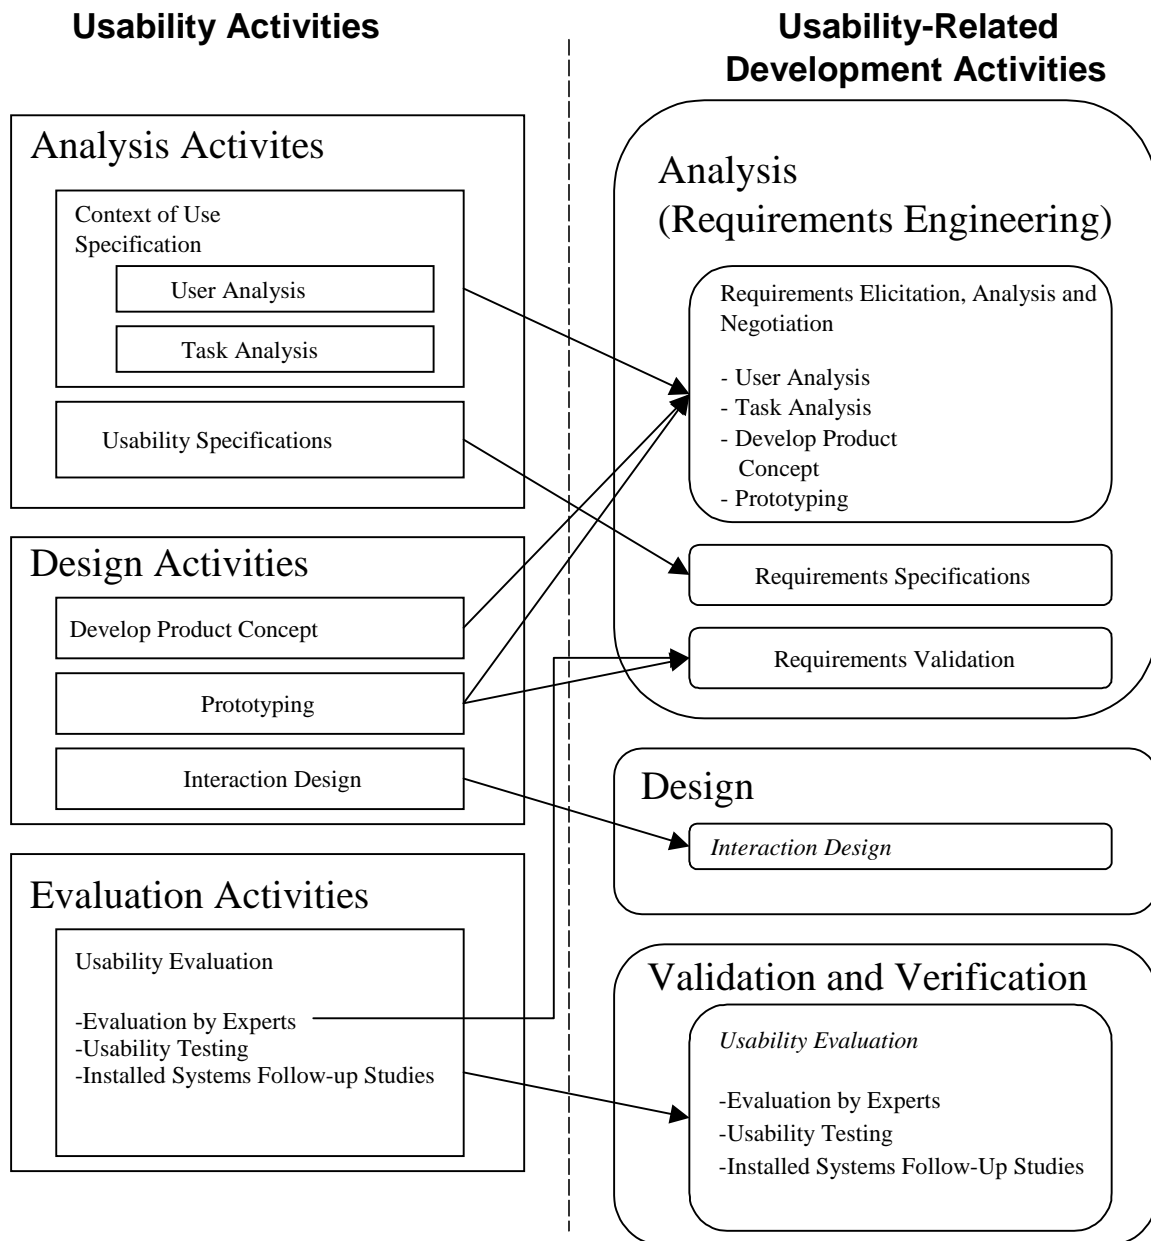 Usability Activities
Analysis Activites
Context of Use
Specification
User Analysis
Task Analysis
Usability Specifications
Design Activities
Develop Product Concept
Prototyping
Interaction Design
Evaluation Activities
Usability Evaluation
-Evaluation by Experts
-Usability Testing
-Installed Systems Follow-up Studies
Usability-Related
Development Activities
Analysis
(Requirements Engineering)
Requirements Elicitation, Analysis and
Negotiation
- User Analysis
- Task Analysis
- Develop Product
Concept
- Prototyping
Requirements Specifications
Requirements Validation
Design
Interaction Design
Validation and Verification
Usability Evaluation
-Evaluation by Experts
-Usability Testing
-Installed Systems Follow-Up Studies